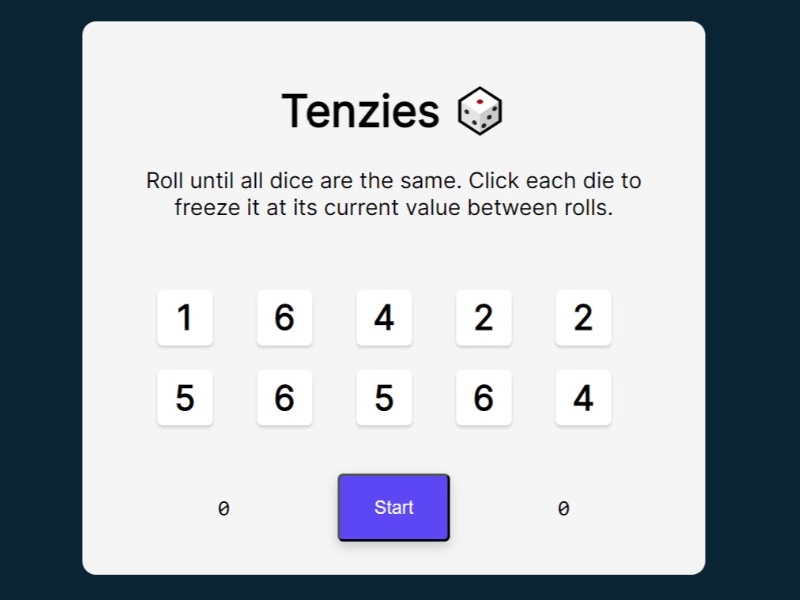 Tenzies
Roll until all dice are the same. Click each die to
freeze it at its current value between rolls.
1 6 4 2 2
5 6 5 6 4
0 Start 0